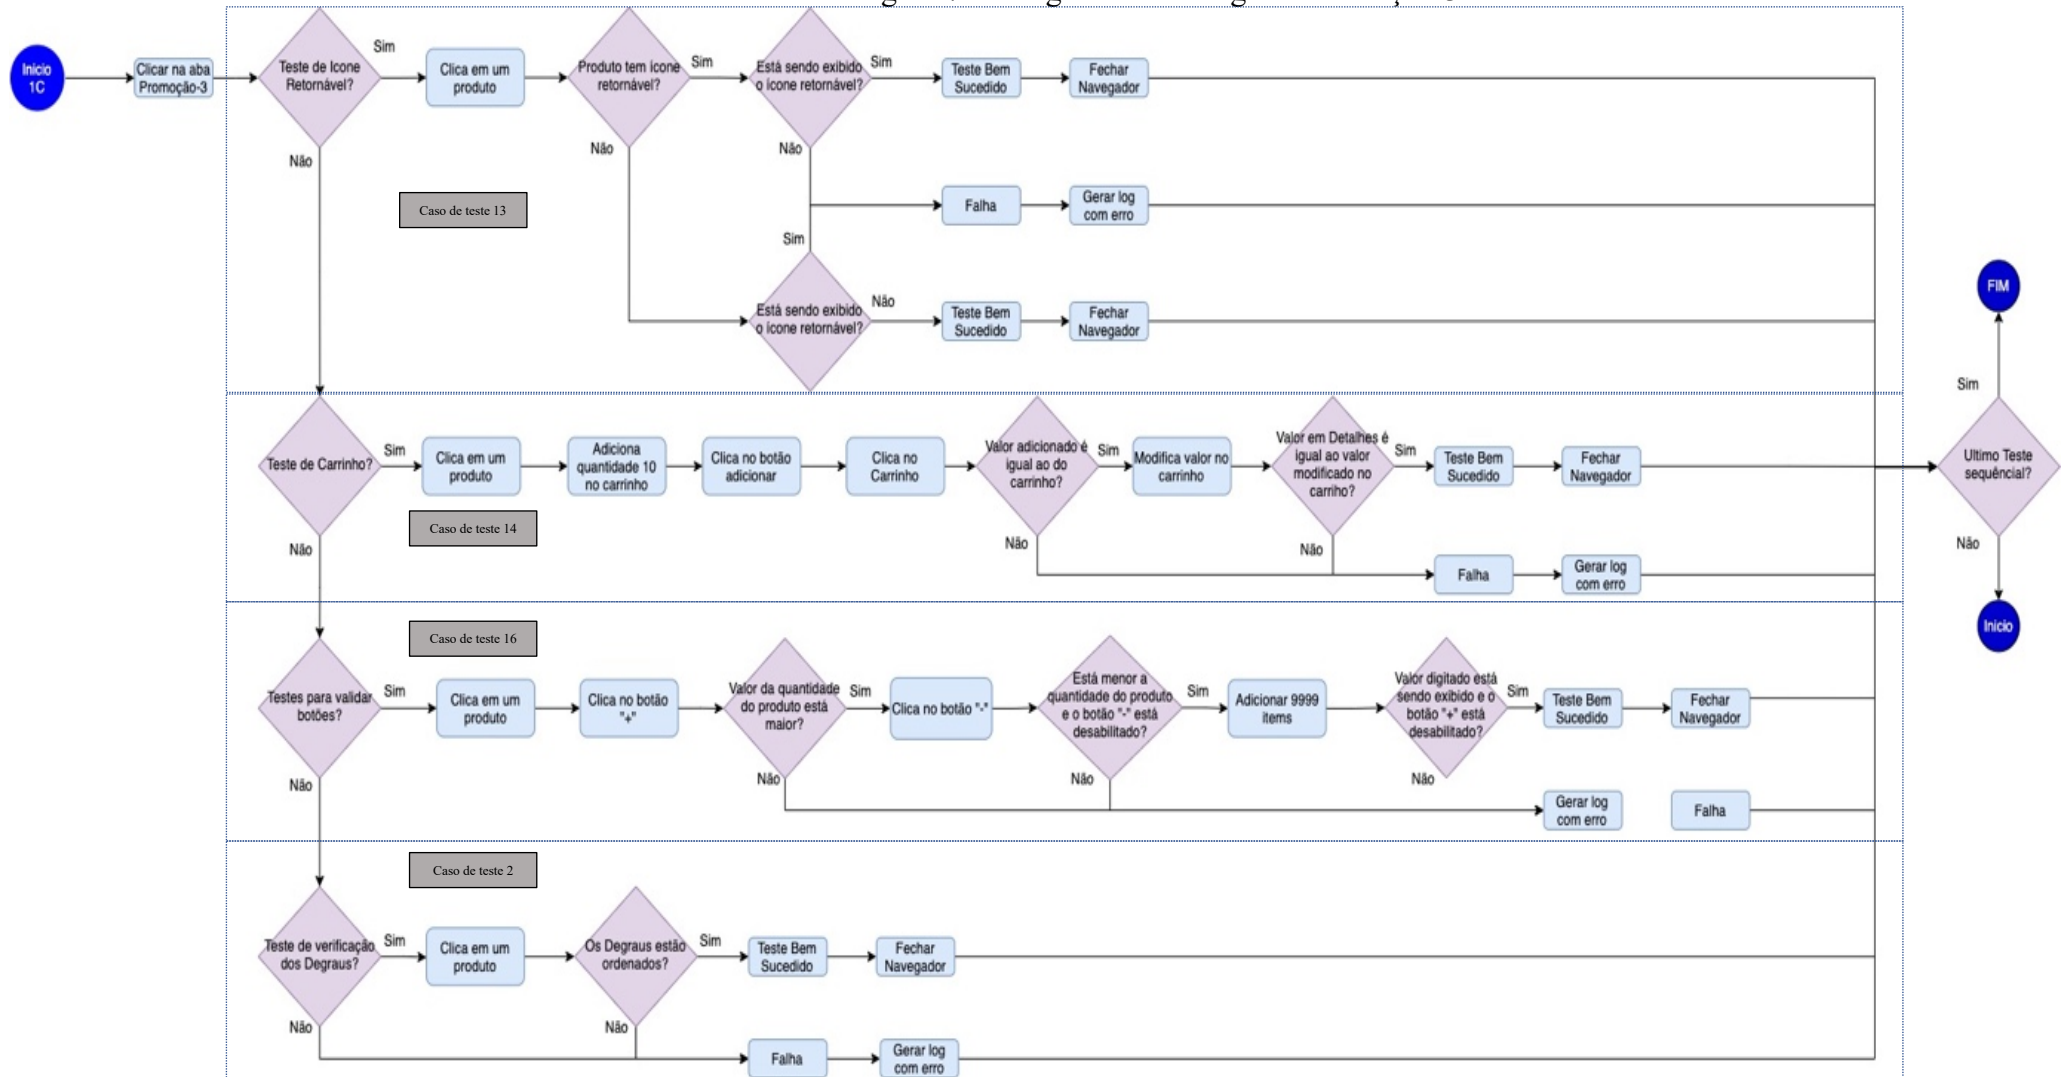 Inicio
1C
Clicar na aba
Promoção-3
Teste de Icone
Retornável?
Sim
Não
Clica em um
produto
Produto tem ícone
retornável?
Sim
Não
Está sendo exibido
o ícone retornável?
Sim
Não
Teste Bem
Sucedido
Fechar
Navegador
Caso de teste 13
Falha
Gerar log
com erro
Sim
Está sendo exibido
o ícone retornável?
Não
Teste Bem
Sucedido
Fechar
Navegador
Teste de Carrinho?
Sim
Não
Clica em um
produto
Adiciona
quantidade 10
no carrinho
Clica no botão
adicionar
Clica no
Carrinho
Valor adicionado é
igual ao do
carrinho?
Sim
Não
Modifica valor no
carrinho
Valor em Detalhes é
igual ao valor
modificado no
carriho?
Sim
Não
Teste Bem
Sucedido
Fechar
Navegador
Caso de teste 14
Falha
Gerar log
com erro
Caso de teste 16
Testes para validar
botões?
Sim
Não
Clica em um
produto
Clica no botão
"+"
Valor da quantidade
do produto está
maior?
Sim
Não
Clica no botão "-"
Está menor a
quantidade do produto
e o botão "-" está
desabilitado?
Sim
Não
Adicionar 9999
items
Valor digitado está
sendo exibido e o
botão "+" está
desabilitado?
Sim
Não
Teste Bem
Sucedido
Fechar
Navegador
Gerar log
com erro
Falha
Caso de teste 2
Teste de verificação
dos Degraus?
Sim
Não
Clica em um
produto
Os Degraus estão
ordenados?
Sim
Não
Teste Bem
Sucedido
Fechar
Navegador
Falha
Gerar log
com erro
FIM
Sim
Ultimo Teste
sequêncial?
Não
Inicio